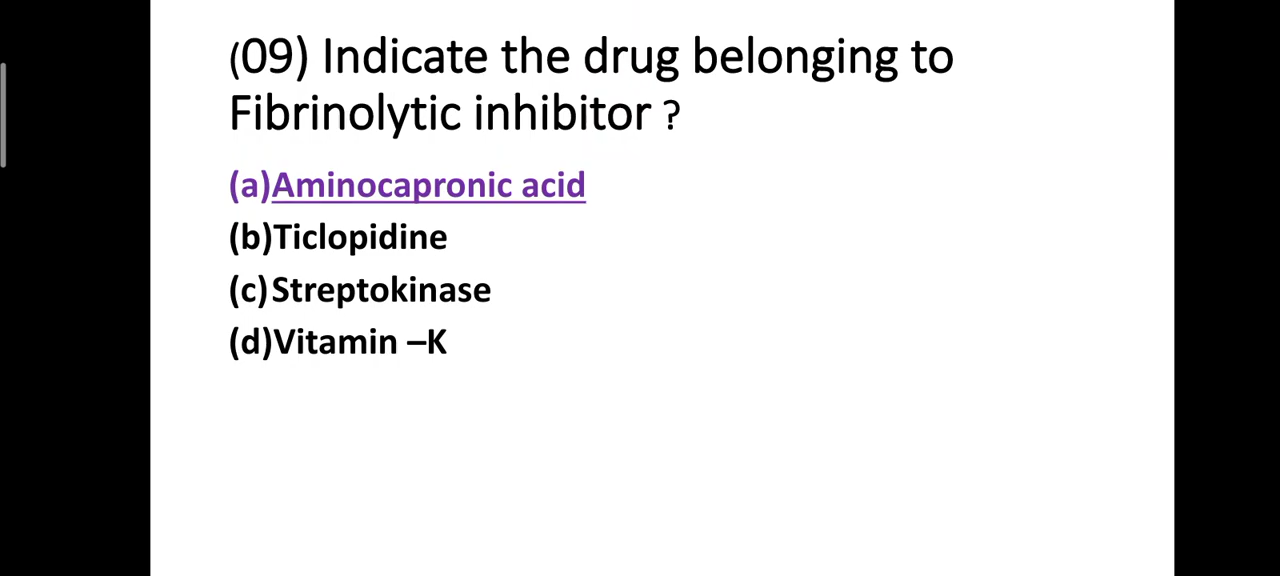 (09) Indicate the drug belonging to
Fibrinolytic inhibitor ?
(a)Aminocapronic acid
(b)Ticlopidine
(c)Streptokinase
(d)Vitamin –K